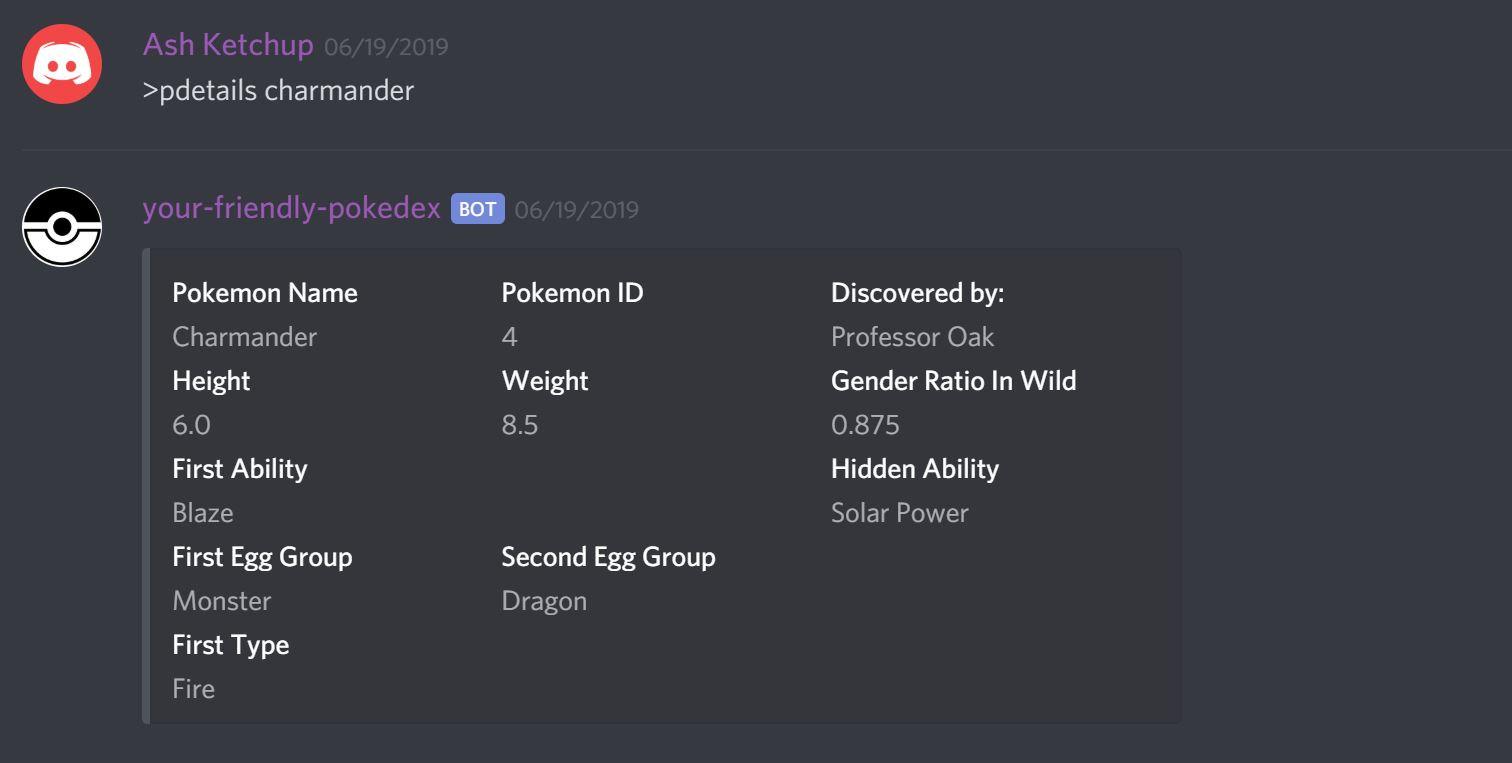 Ash Ketchup 06/19/2019
>pdetails charmander
your-friendly-pokedex BOT 06/19/2019
Pokemon Name Pokemon ID Discovered by:
Charmander 4 Professor Oak
Height Weight Gender Ratio In Wild
6.0 8.5 0.875
First Ability Hidden Ability
Blaze Solar Power
First Egg Group Second Egg Group
Monster Dragon
First Type
Fire